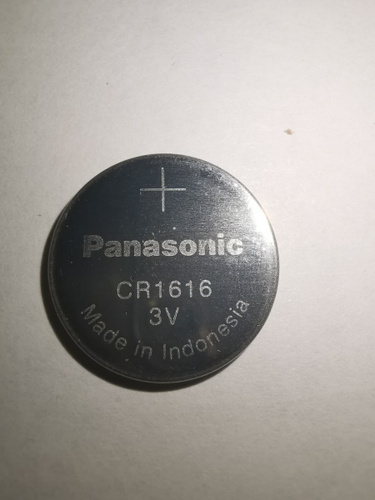 +
Panasonic
CR1616
3V
Made in Indonesia